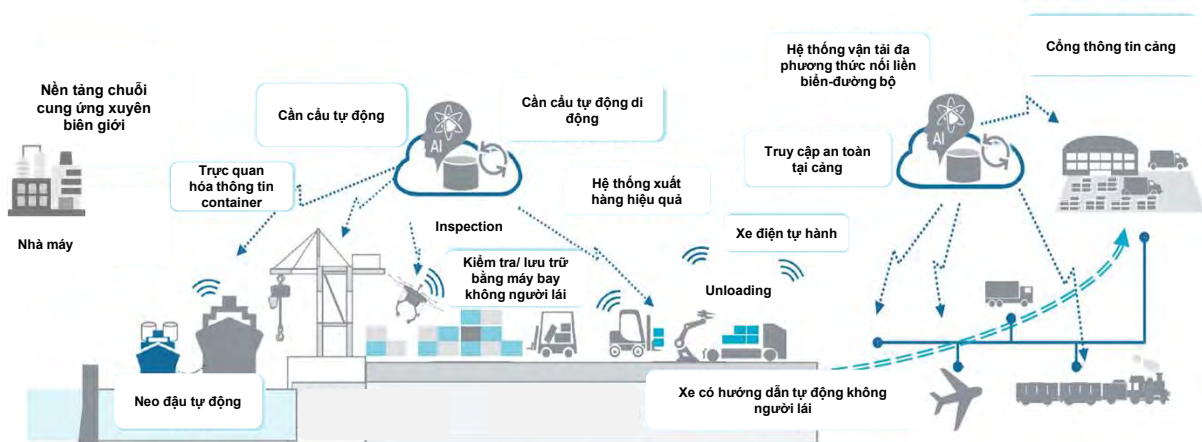 Nền tảng chuỗi
cung ứng xuyên
biên giới
Nhà máy
Trực quan
hóa thông tin
container
Cần cẩu tự động
AI
Cần cẩu tự động di
động
Hệ thống xuất
hàng hiệu quả
Inspection
Kiểm tra/ lưu trữ
bằng máy bay
không người lái
Neo đậu tự động
Xe điện tự hành
Unloading
Xe có hướng dẫn tự động không
người lái
Hệ thống vận tải đa
phương thức nối liền
biển-đường bộ
AI
Truy cập an toàn
tại cảng
Cổng thông tin cảng